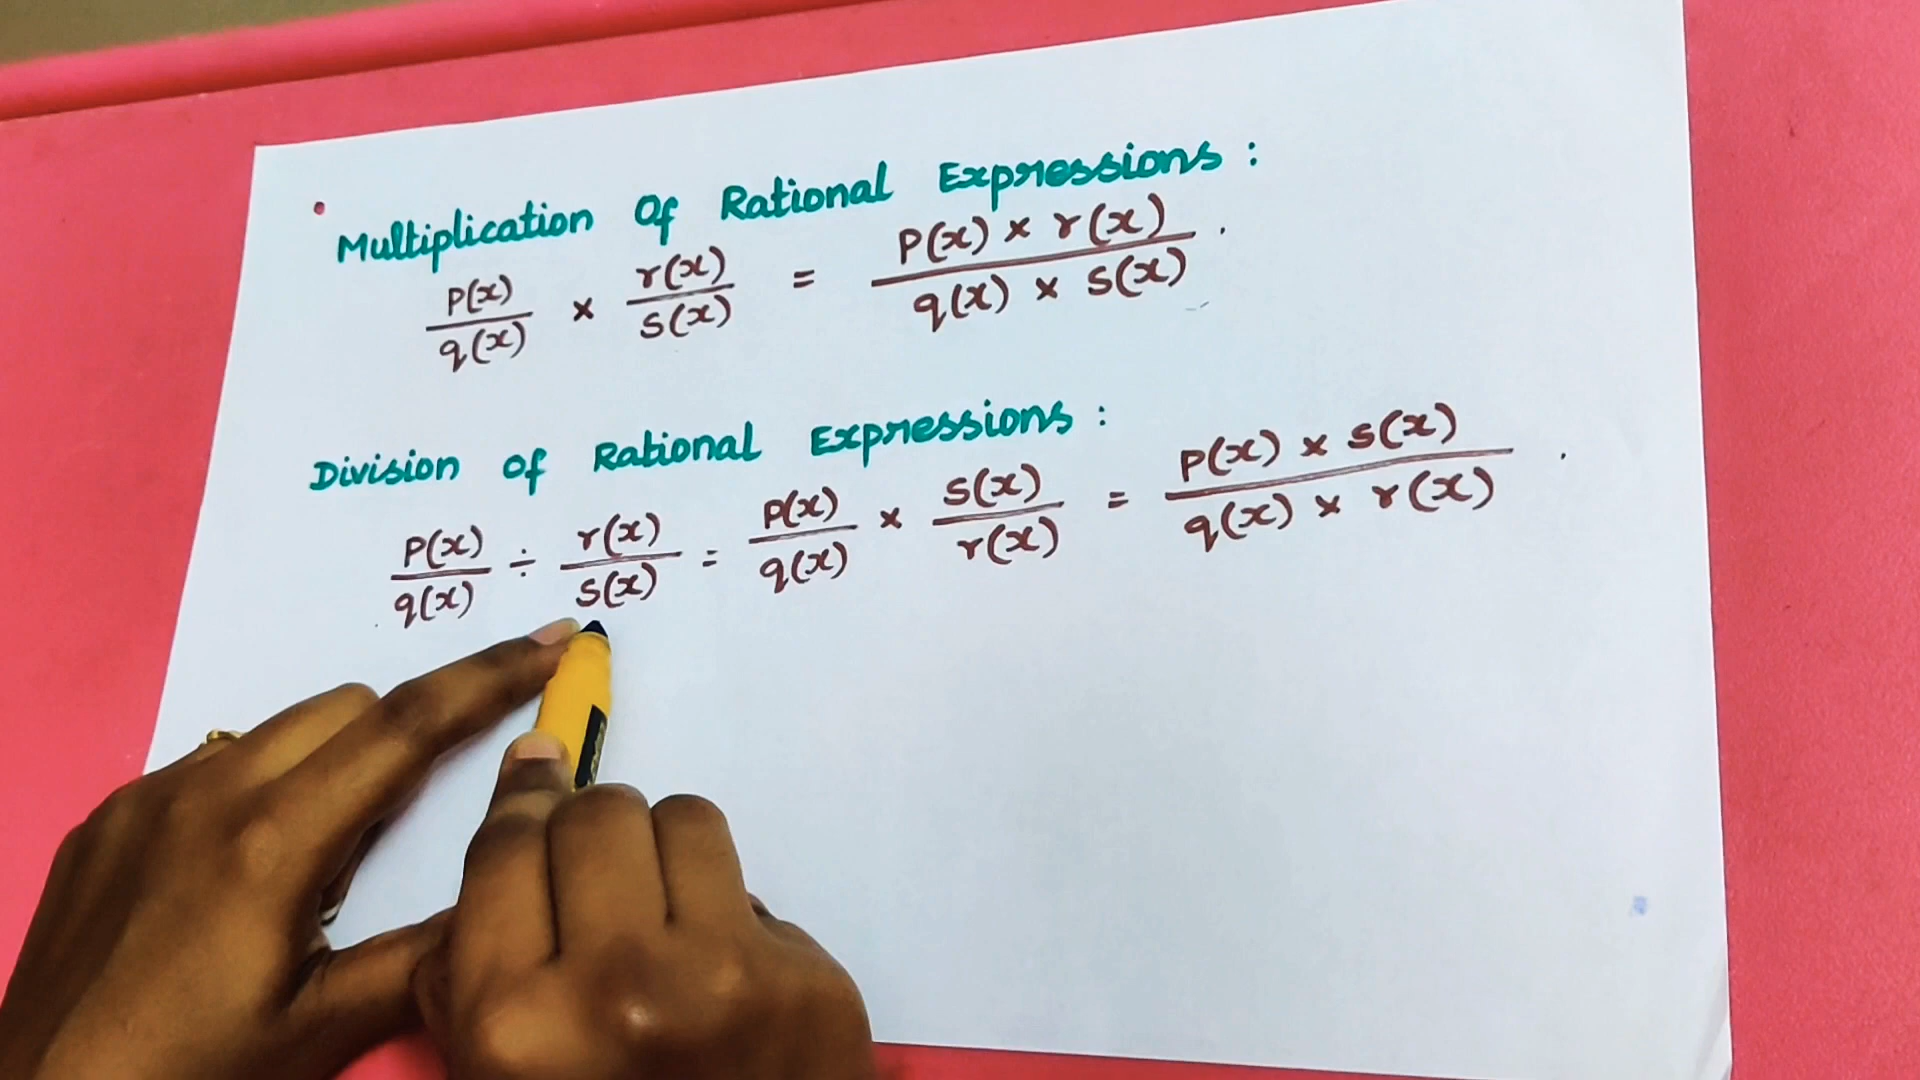 Multiplication Of Rational Expressions :
P(x)/q(x) × r(x)/s(x) = P(x) × r(x)/q(x) × s(x) .
Division of Rational Expressions :
P(x)/q(x) ÷ r(x)/s(x) = P(x)/q(x) × s(x)/r(x) = P(x) × s(x)/q(x) × r(x) .